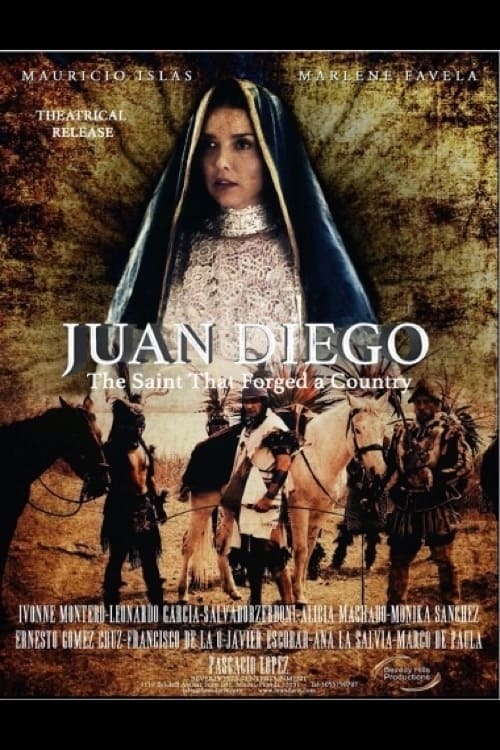 MAURICIO ISLAS MARLENE FAVELA
THEATRICAL
RELEASE
JUAN DIEGO
The Saint That Forged a Country
IVONNE MONTERO-LEONARDO GARCIA-SALVADORZERBONI-ALICIA MACHADO-MONIKA SANCHEZ
ERNESTO GOMEZ CRUZ-FRANCISCO DE LA O-JAVIER ESCOBAR-ANA LA SALVIA-MARCO DE PAULA
PASCACIO LOPEZ
Beverly Hills
Productions